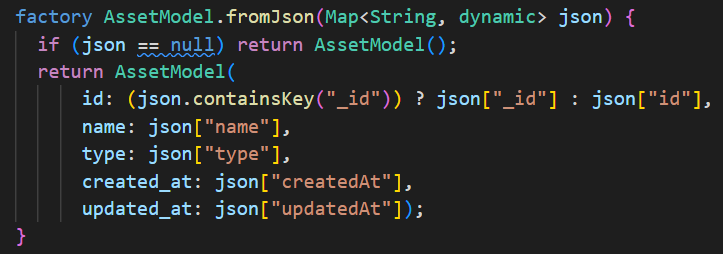 factory AssetModel.fromJson(Map<String, dynamic> json) {
if (json == null) return AssetModel();
return AssetModel(
id: (json.containsKey("_id")) ? json["_id"] : json["id"],
name: json["name"],
type: json["type"],
created_at: json["createdAt"],
updated_at: json["updatedAt"]);
}